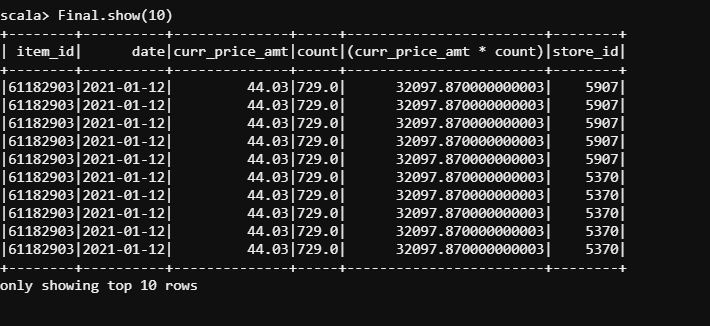 scala> Final.show(10)
+--------+----------+--------------+-----+------------------------+--------+
| item_id|      date|curr_price_amt|count|(curr_price_amt * count)|store_id|
+--------+----------+--------------+-----+------------------------+--------+
|61182903|2021-01-12|         44.03|729.0|      32097.870000000003|    5907|
|61182903|2021-01-12|         44.03|729.0|      32097.870000000003|    5907|
|61182903|2021-01-12|         44.03|729.0|      32097.870000000003|    5907|
|61182903|2021-01-12|         44.03|729.0|      32097.870000000003|    5907|
|61182903|2021-01-12|         44.03|729.0|      32097.870000000003|    5907|
|61182903|2021-01-12|         44.03|729.0|      32097.870000000003|    5370|
|61182903|2021-01-12|         44.03|729.0|      32097.870000000003|    5370|
|61182903|2021-01-12|         44.03|729.0|      32097.870000000003|    5370|
|61182903|2021-01-12|         44.03|729.0|      32097.870000000003|    5370|
|61182903|2021-01-12|         44.03|729.0|      32097.870000000003|    5370|
+--------+----------+--------------+-----+------------------------+--------+
only showing top 10 rows